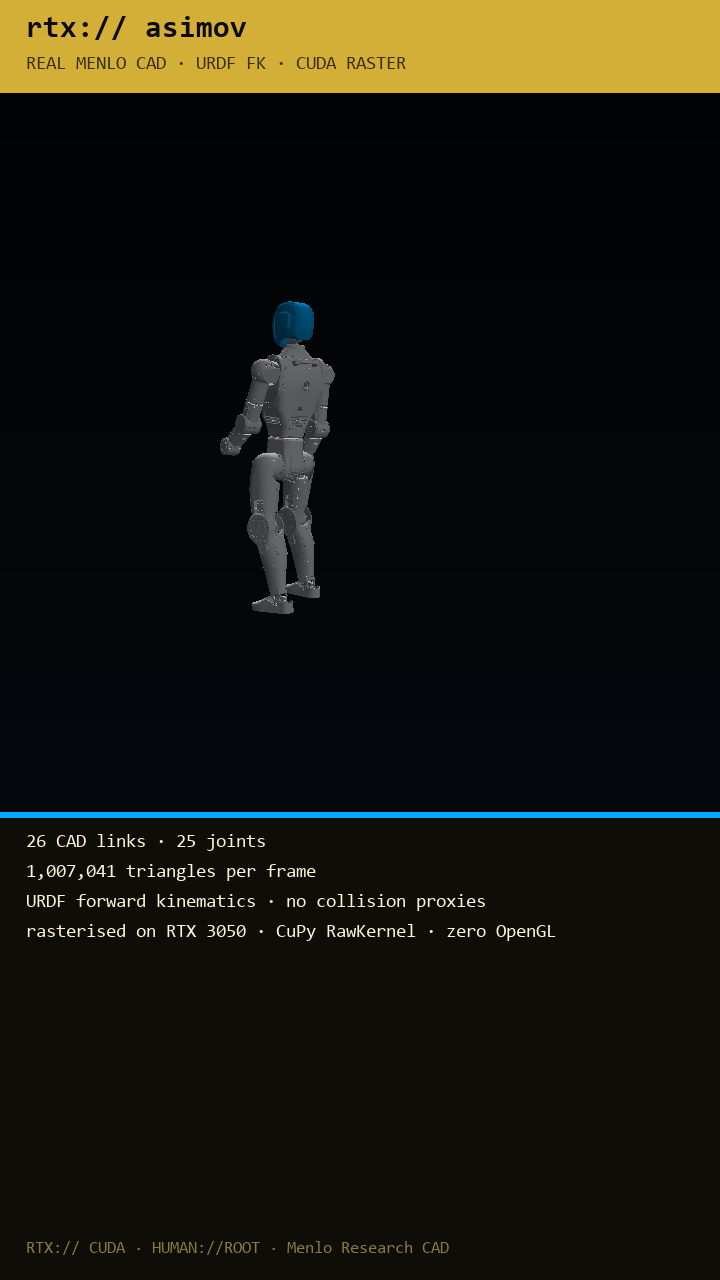 rtx:// asimov
REAL MENLO CAD · URDF FK · CUDA RASTER
26 CAD links · 25 joints
1,007,041 triangles per frame
URDF forward kinematics · no collision proxies
rasterised on RTX 3050 · CuPy RawKernel · zero OpenGL
RTX:// CUDA · HUMAN://ROOT · Menlo Research CAD